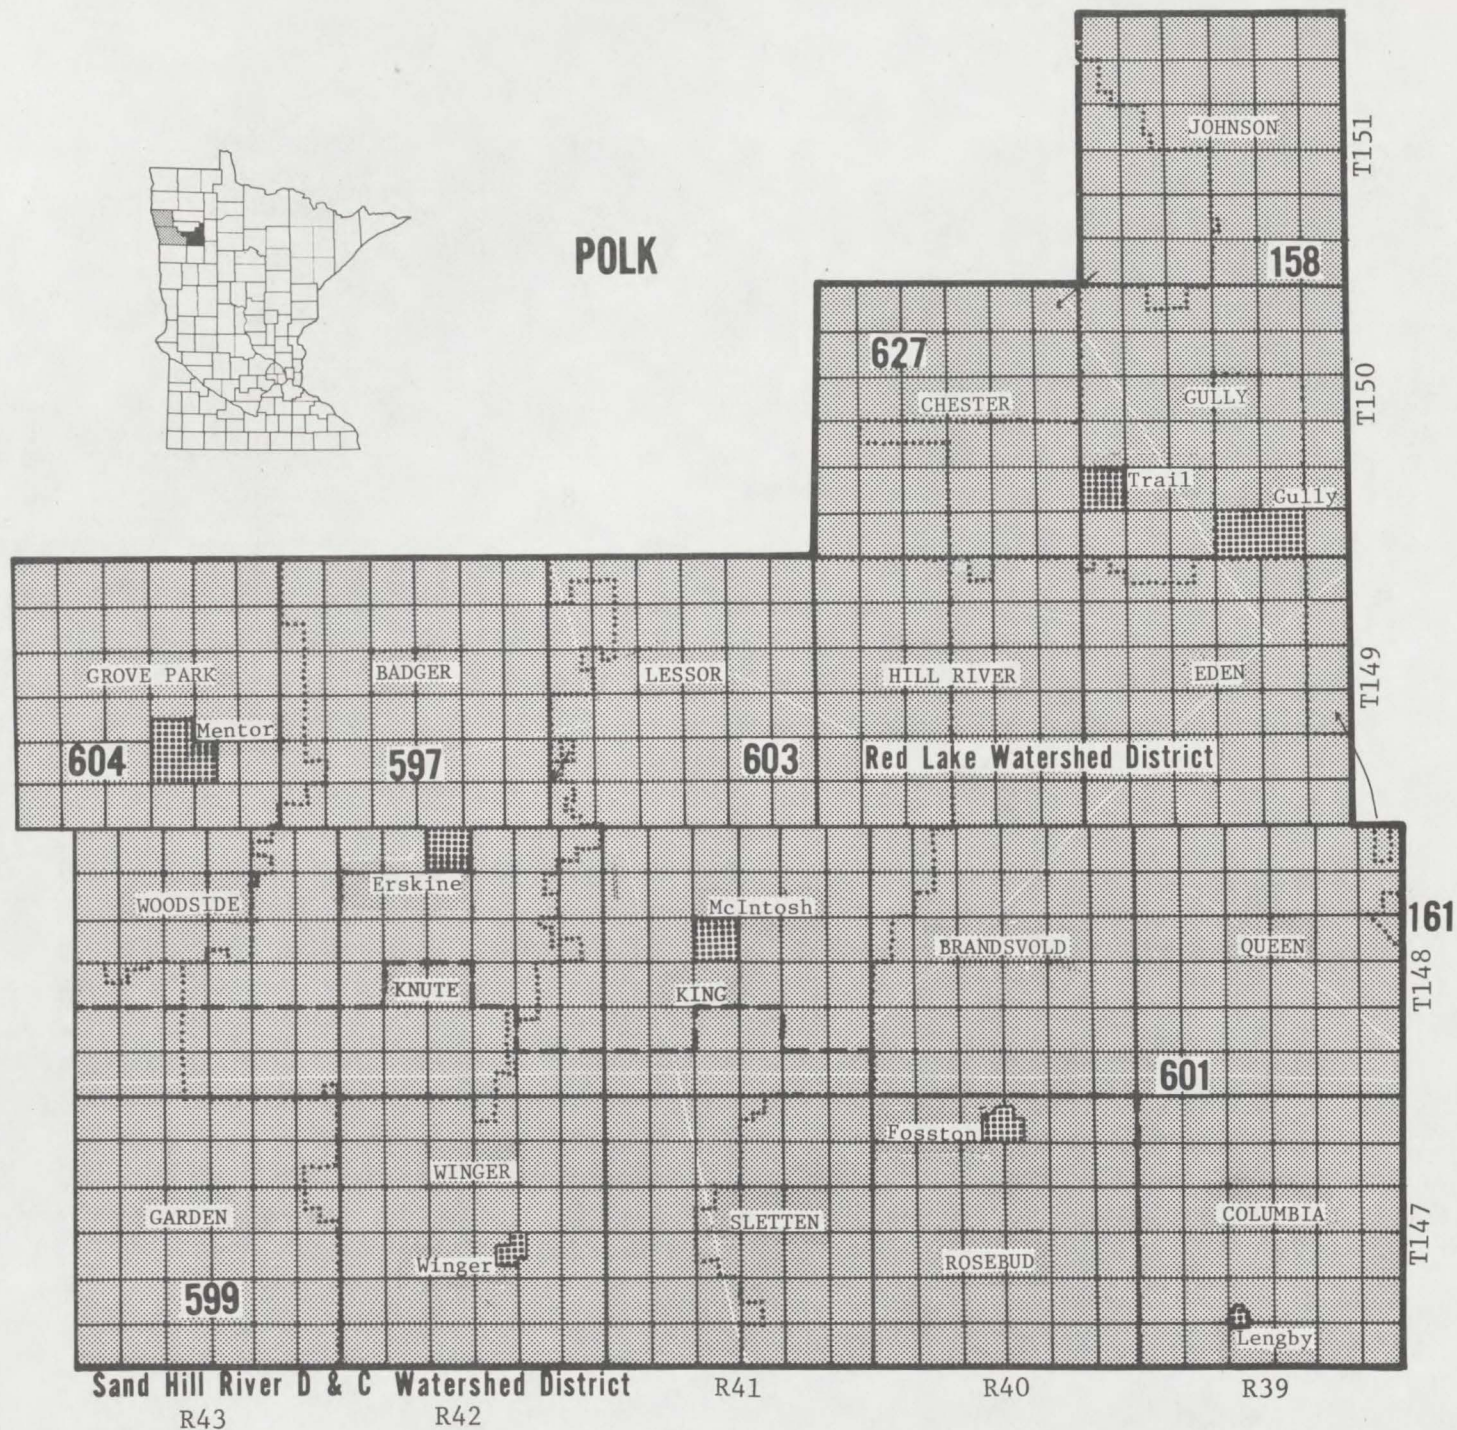 JOHNSON
T151
POLK
158
627
CHESTER
GULLY
T150
Trail
Gully
GROVE PARK
BADGER
LESSOR
HILL RIVER
EDEN
T149
Mentor
604
597
603
Red Lake Watershed District
Erskine
WOODSIDE
McIntosh
161
BRANDSVOLD
QUEEN
KNUTE
KING
T148
601
Fosston
WINGER
GARDEN
SLETTEN
COLUMBIA
T147
Winger
ROSEBUD
599
Lengby
Sand Hill River D & C Watershed District
R41
R40
R39
R43
R42